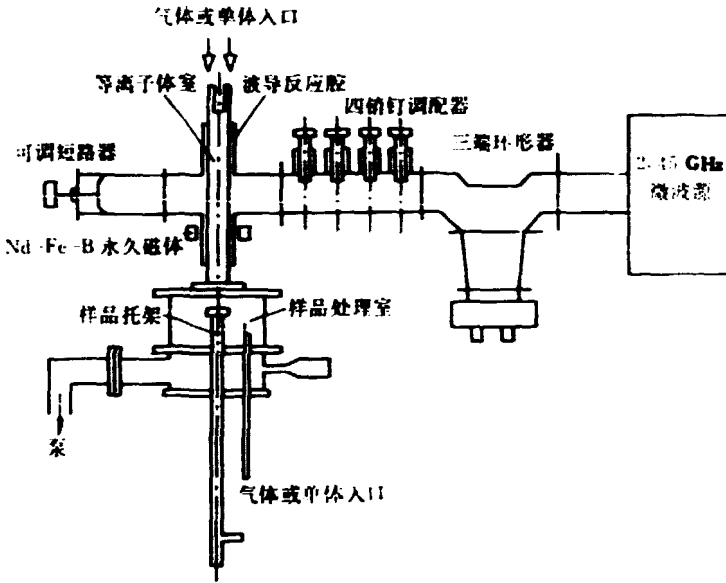 气体或单体入口
等离子体室
波导反应腔
四销钉调配器
三端环形器
可调短路器
2.45 GHz
微波源
Nd-Fe-B 永久磁体
样品托架
样品处理室
泵
气体或单体入口